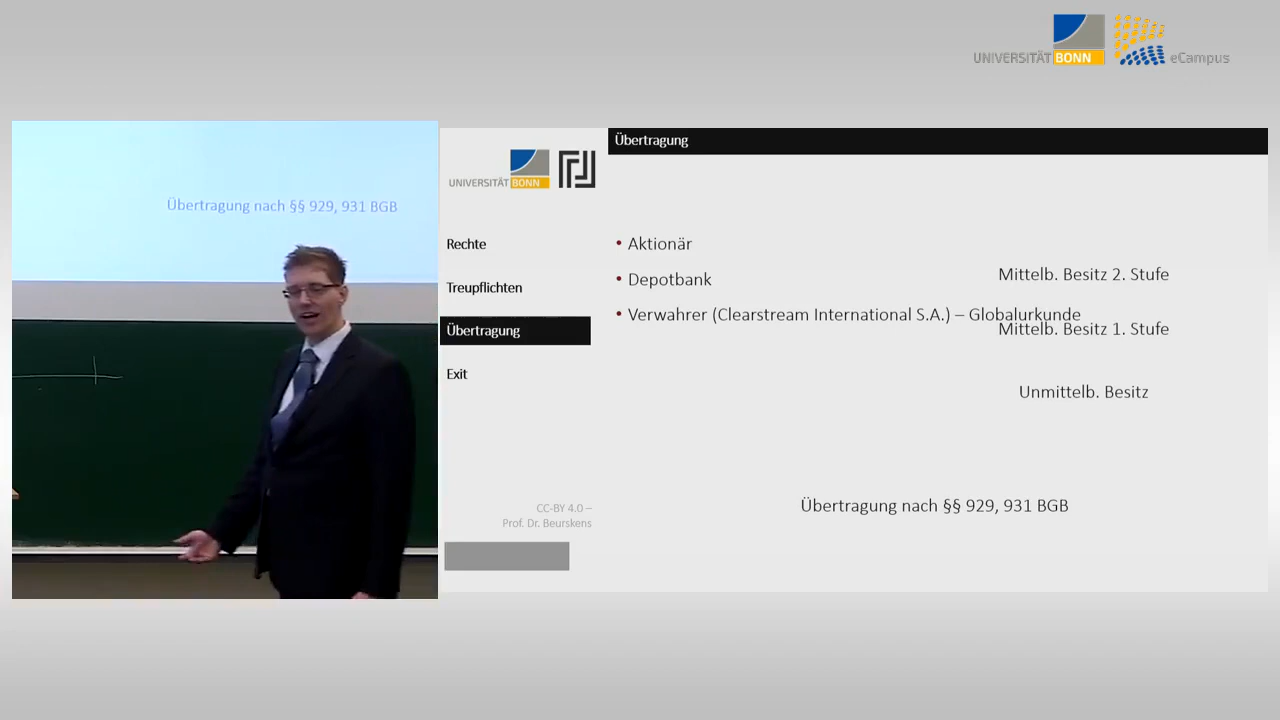 UNIVERSITÄT BONN eCampus
Übertragung nach §§ 929, 931 BGB
UNIVERSITÄT BONN
Rechte
Treupflichten
Übertragung
Exit
CC-BY 4.0 –
Prof. Dr. Beurskens
Übertragung
• Aktionär
• Depotbank
• Verwahrer (Clearstream International S.A.) – Globalurkunde
Mittelb. Besitz 2. Stufe
Mittelb. Besitz 1. Stufe
Unmittelb. Besitz
Übertragung nach §§ 929, 931 BGB